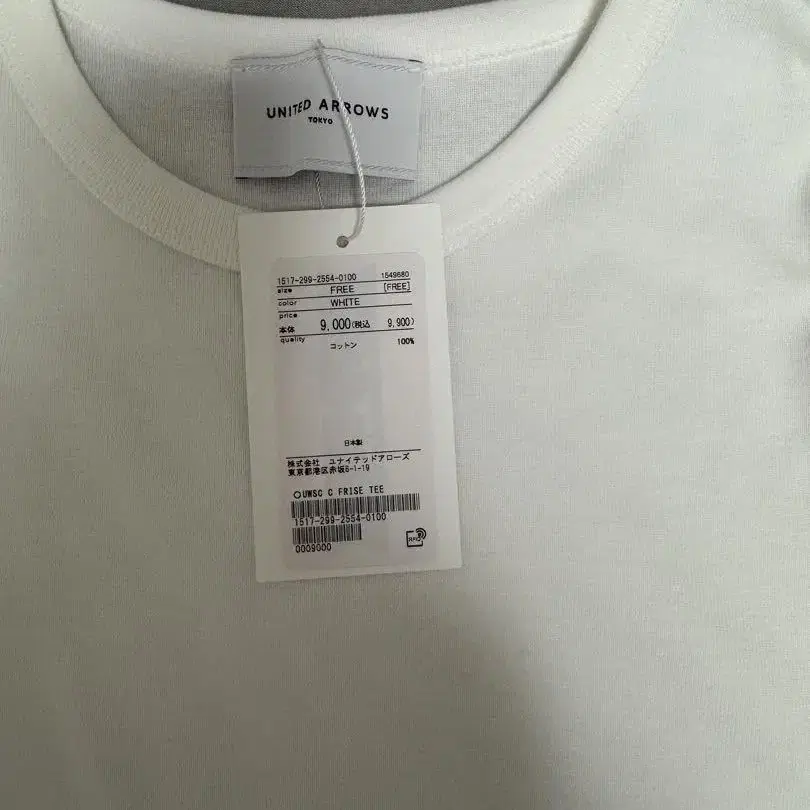 UNITED ARROWS
TOKYO
1517-299-2554-0100 1549680
size FREE [FREE]
color WHITE
price
本体 9,000(税込 9,900)
quality コットン 100%
日本製
株式会社 ユナイテッドアローズ
東京都港区赤坂8-1-19
○UWSC C FRISE TEE
1517-299-2554-0100
0009000
RFID